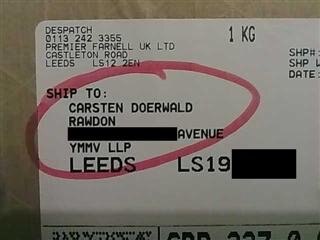 DESPATCH
0113 242 3355
PREMIER FARNELL UK LTD
CASTLETON ROAD
LEEDS LS12 2EN
1 KG
SHP#:
SHP W
DATE:
SHIP TO:
CARSTEN DOERWALD
RAWDON
AVENUE
YMMV LLP
LEEDS LS19